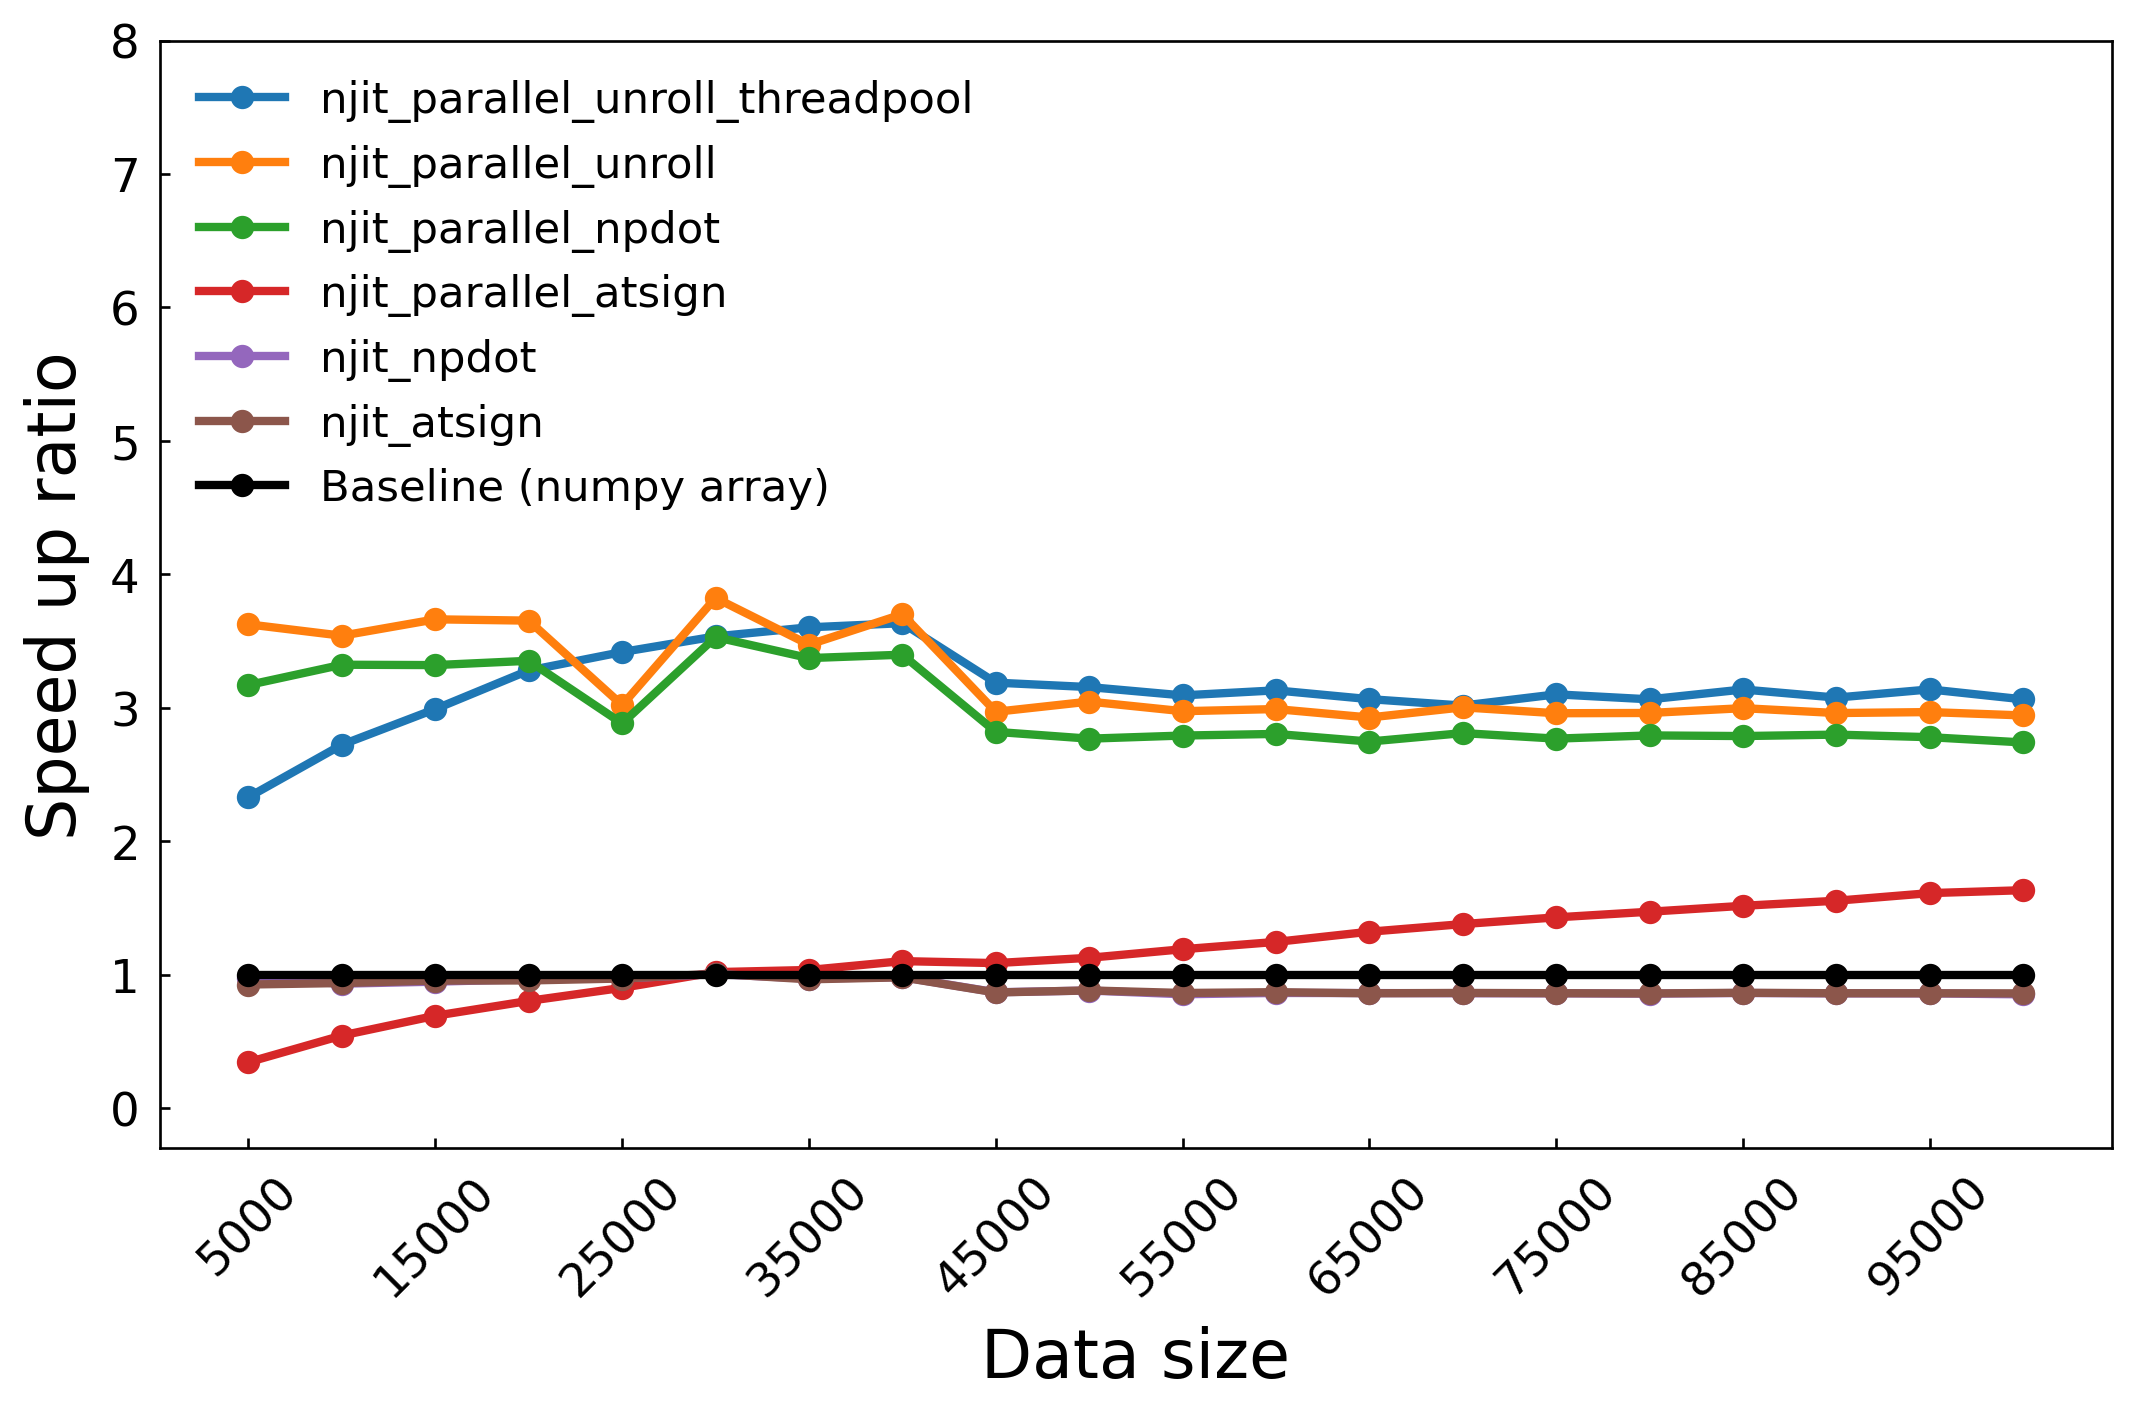 8
7
6
5
4
3
2
1
0
Speed up ratio
njit_parallel_unroll_threadpool
njit_parallel_unroll
njit_parallel_npdot
njit_parallel_atsign
njit_npdot
njit_atsign
Baseline (numpy array)
5000 15000 25000 35000 45000 55000 65000 75000 85000 95000
Data size